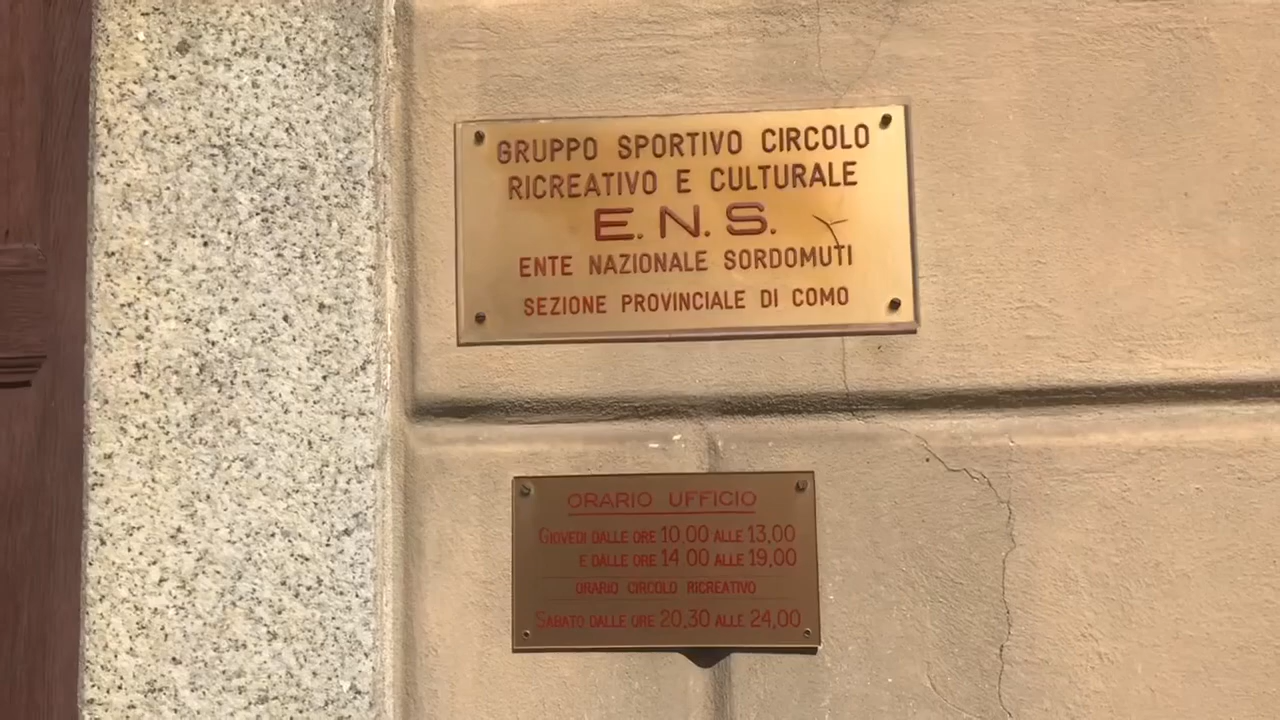 GRUPPO SPORTIVO CIRCOLO
RICREATIVO E CULTURALE
E.N.S.
ENTE NAZIONALE SORDOMUTI
SEZIONE PROVINCIALE DI COMO
ORARIO UFFICIO
GIOVEDI DALLE ORE 10,00 ALLE 13,00
E DALLE ORE 14 00 ALLE 19,00
ORARIO CIRCOLO RICREATIVO
SABATO DALLE ORE 20,30 ALLE 24,00